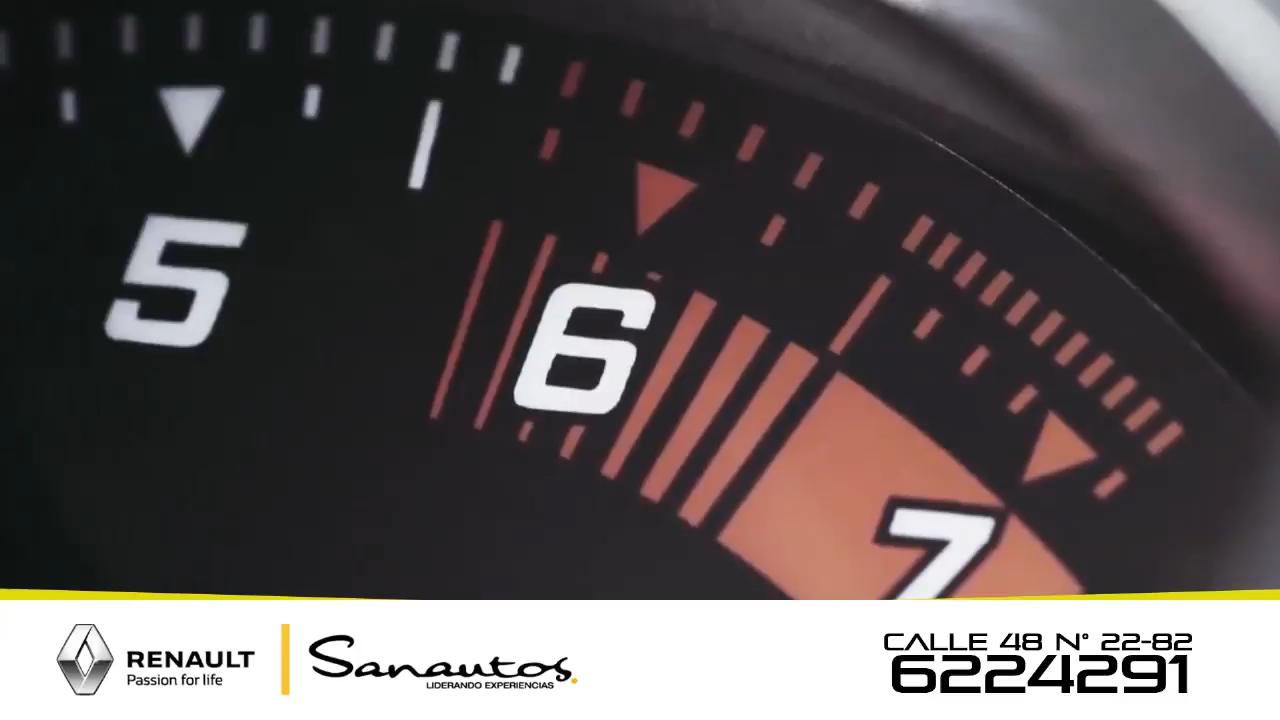 5
6
7
RENAULT
Passion for life
Sanautos
LIDERANDO EXPERIENCIAS
CALLE 48 N° 22-82
6224291